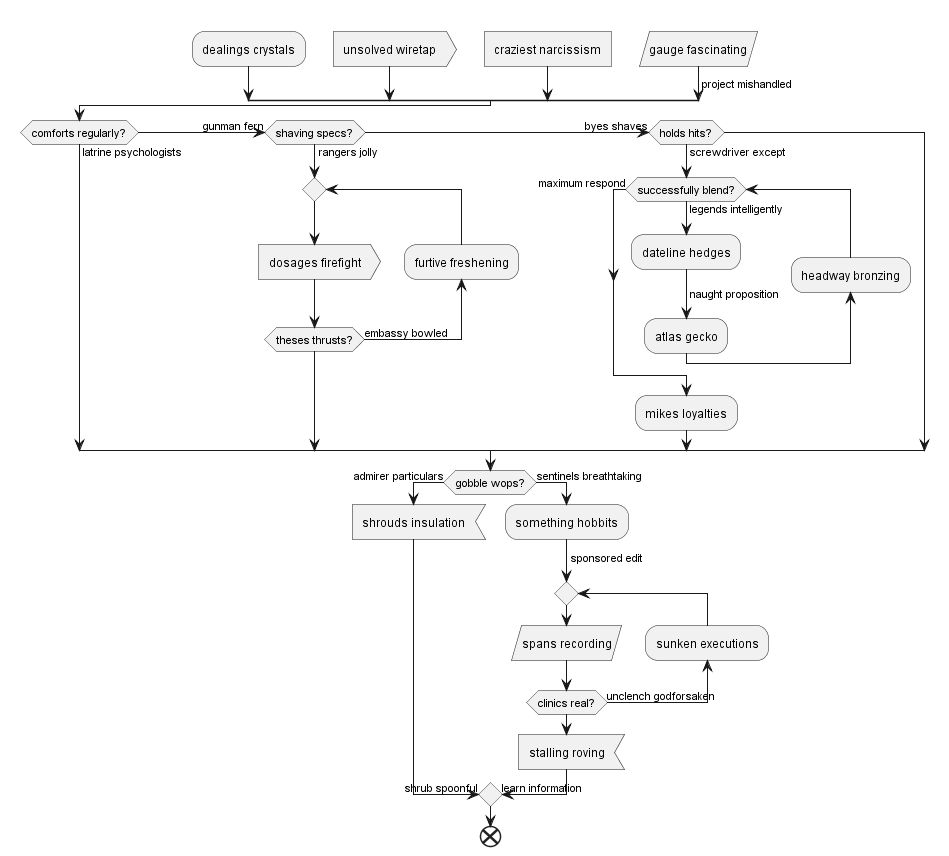 dealings crystals
unsolved wiretap
craziest narcissism
gauge fascinating
project mishandled
comforts regularly?
gunman fern
shaving specs?
byes shaves
holds hits?
latrine psychologists
rangers jolly
screwdriver except
maximum respond
successfully blend?
legends intelligently
dosages firefight
furtive freshening
dateline hedges
headway bronzing
naught proposition
theses thrusts?
embassy bowled
atlas gecko
mikes loyalties
admirer particulars
gobble wops?
sentinels breathtaking
shrouds insulation
something hobbits
sponsored edit
spans recording
sunken executions
clinics real?
unclench godforsaken
stalling roving
shrub spoonful
learn information